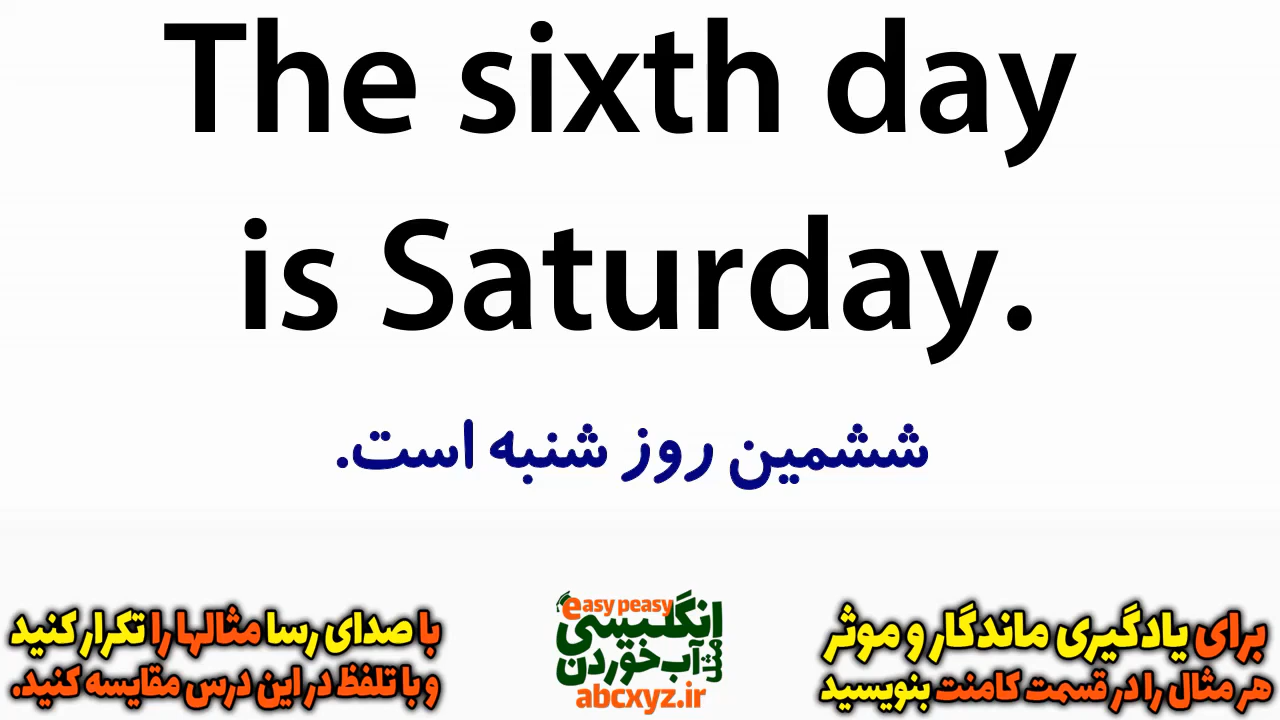 The sixth day
is Saturday.
ششمین روز شنبه است.
برای یادگیری ماندگار و موثر
هر مثال را در قسمت کامنت بنویسید
easy peasy
انگلیسی
مثل آب خوردن
abcxyz.ir
با صدای رسا مثالها را تکرار کنید
و با تلفظ در این درس مقایسه کنید.